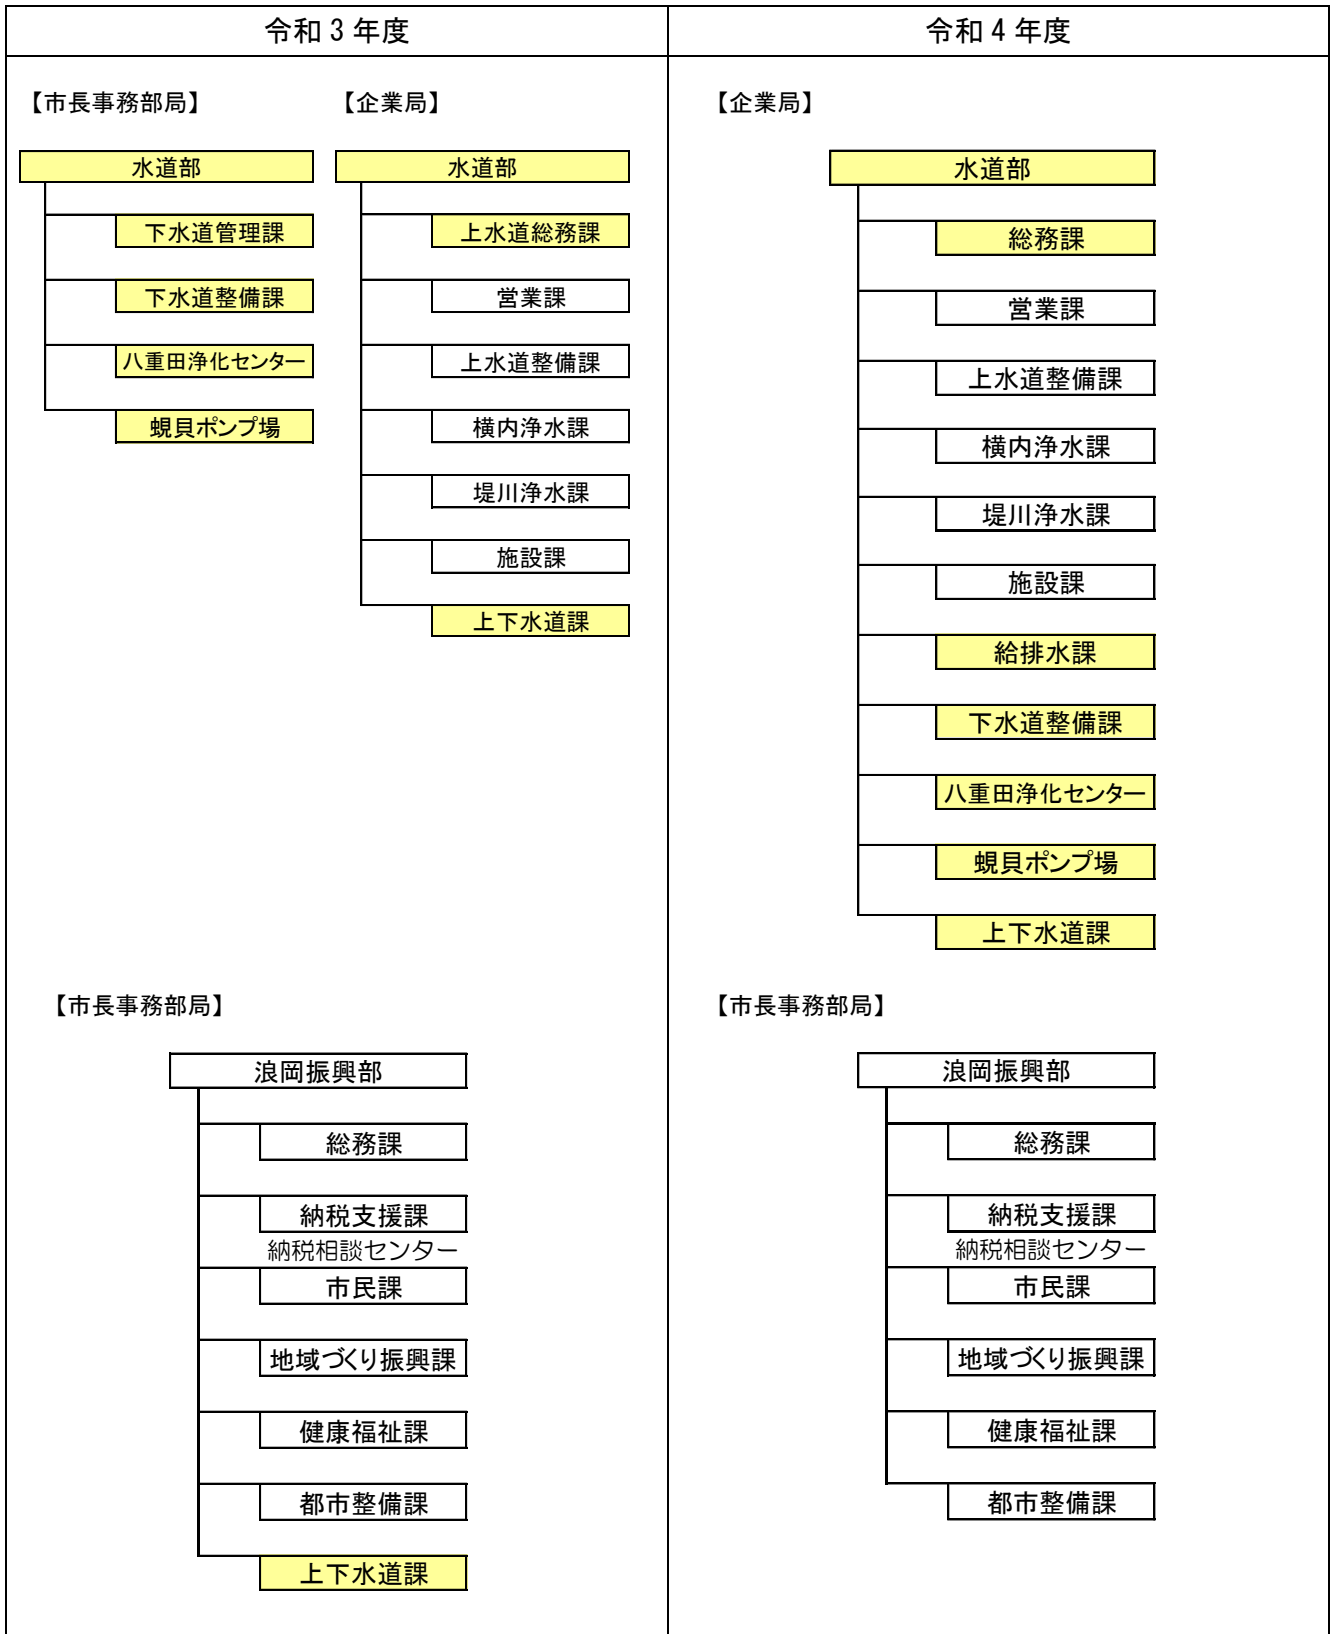 令和3年度
令和4年度
【市長事務部局】
【企業局】
水道部
下水道管理課
下水道整備課
八重田浄化センター
蜆貝ポンプ場
水道部
上水道総務課
営業課
上水道整備課
横内浄水課
堤川浄水課
施設課
上下水道課
【市長事務部局】
浪岡振興部
総務課
納税支援課
納税相談センター
市民課
地域づくり振興課
健康福祉課
都市整備課
上下水道課
【企業局】
水道部
総務課
営業課
上水道整備課
横内浄水課
堤川浄水課
施設課
給排水課
下水道整備課
八重田浄化センター
蜆貝ポンプ場
上下水道課
【市長事務部局】
浪岡振興部
総務課
納税支援課
納税相談センター
市民課
地域づくり振興課
健康福祉課
都市整備課